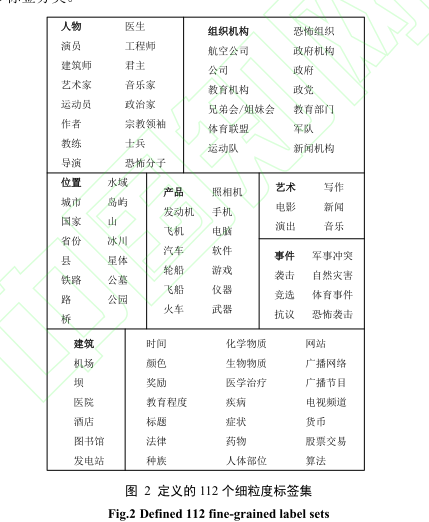 人物 医生
演员 工程师
建筑师 君主
艺术家 音乐家
运动员 政治家
作者 宗教领袖
教练 士兵
导演 恐怖分子
组织机构 恐怖组织
航空公司 政府机构
公司 政府
教育机构 政党
兄弟会/姐妹会 教育部门
体育联盟 军队
运动队 新闻机构
位置 水域
城市 岛屿
国家 山
省份 冰川
县 星体
铁路 公墓
路 公园
桥
产品 照相机
发动机 手机
飞机 电脑
汽车 软件
轮船 游戏
飞船 仪器
火车 武器
艺术 写作
电影 新闻
演出 音乐
事件 军事冲突
袭击 自然灾害
竞选 体育事件
抗议 恐怖袭击
建筑
机场
坝
医院
酒店
图书馆
发电站
时间 化学物质 网站
颜色 生物物质 广播网络
奖励 医学治疗 广播节目
教育程度 疾病 电视频道
标题 症状 货币
法律 药物 股票交易
种族 人体部位 算法
图 2 定义的 112 个细粒度标签集
Fig.2 Defined 112 fine-grained label sets